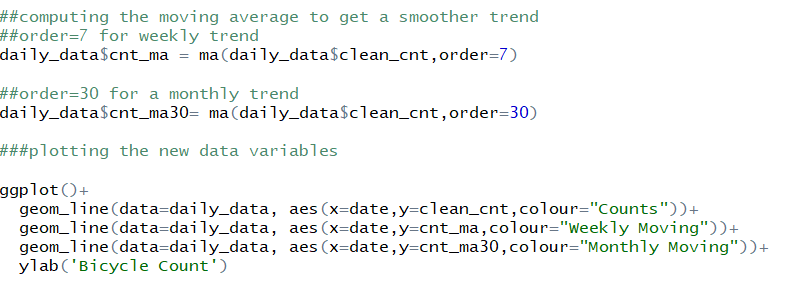 ##computing the moving average to get a smoother trend
##order=7 for weekly trend
daily_data$cnt_ma = ma(daily_data$clean_cnt,order=7)
##order=30 for a monthly trend
daily_data$cnt_ma30= ma(daily_data$clean_cnt,order=30)
###plotting the new data variables
ggplot()+
  geom_line(data=daily_data, aes(x=date,y=clean_cnt,colour="Counts"))+
  geom_line(data=daily_data, aes(x=date,y=cnt_ma,colour="Weekly Moving"))+
  geom_line(data=daily_data, aes(x=date,y=cnt_ma30,colour="Monthly Moving"))+
  ylab('Bicycle Count')